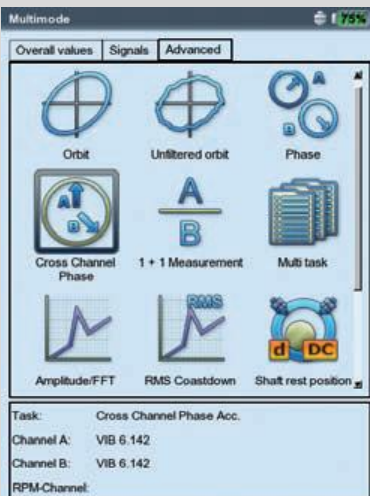 Multimode
75%
Overall values Signals Advanced
A
B
Orbit Unfiltered orbit Phase
A
B
A
B
Cross Channel Phase 1 + 1 Measurement Multi task
RMS
d DC
Amplitude/FFT RMS Coastdown Shaft rest position
Task: Cross Channel Phase Acc.
Channel A: VIB 6.142
Channel B: VIB 6.142
RPM-Channel: